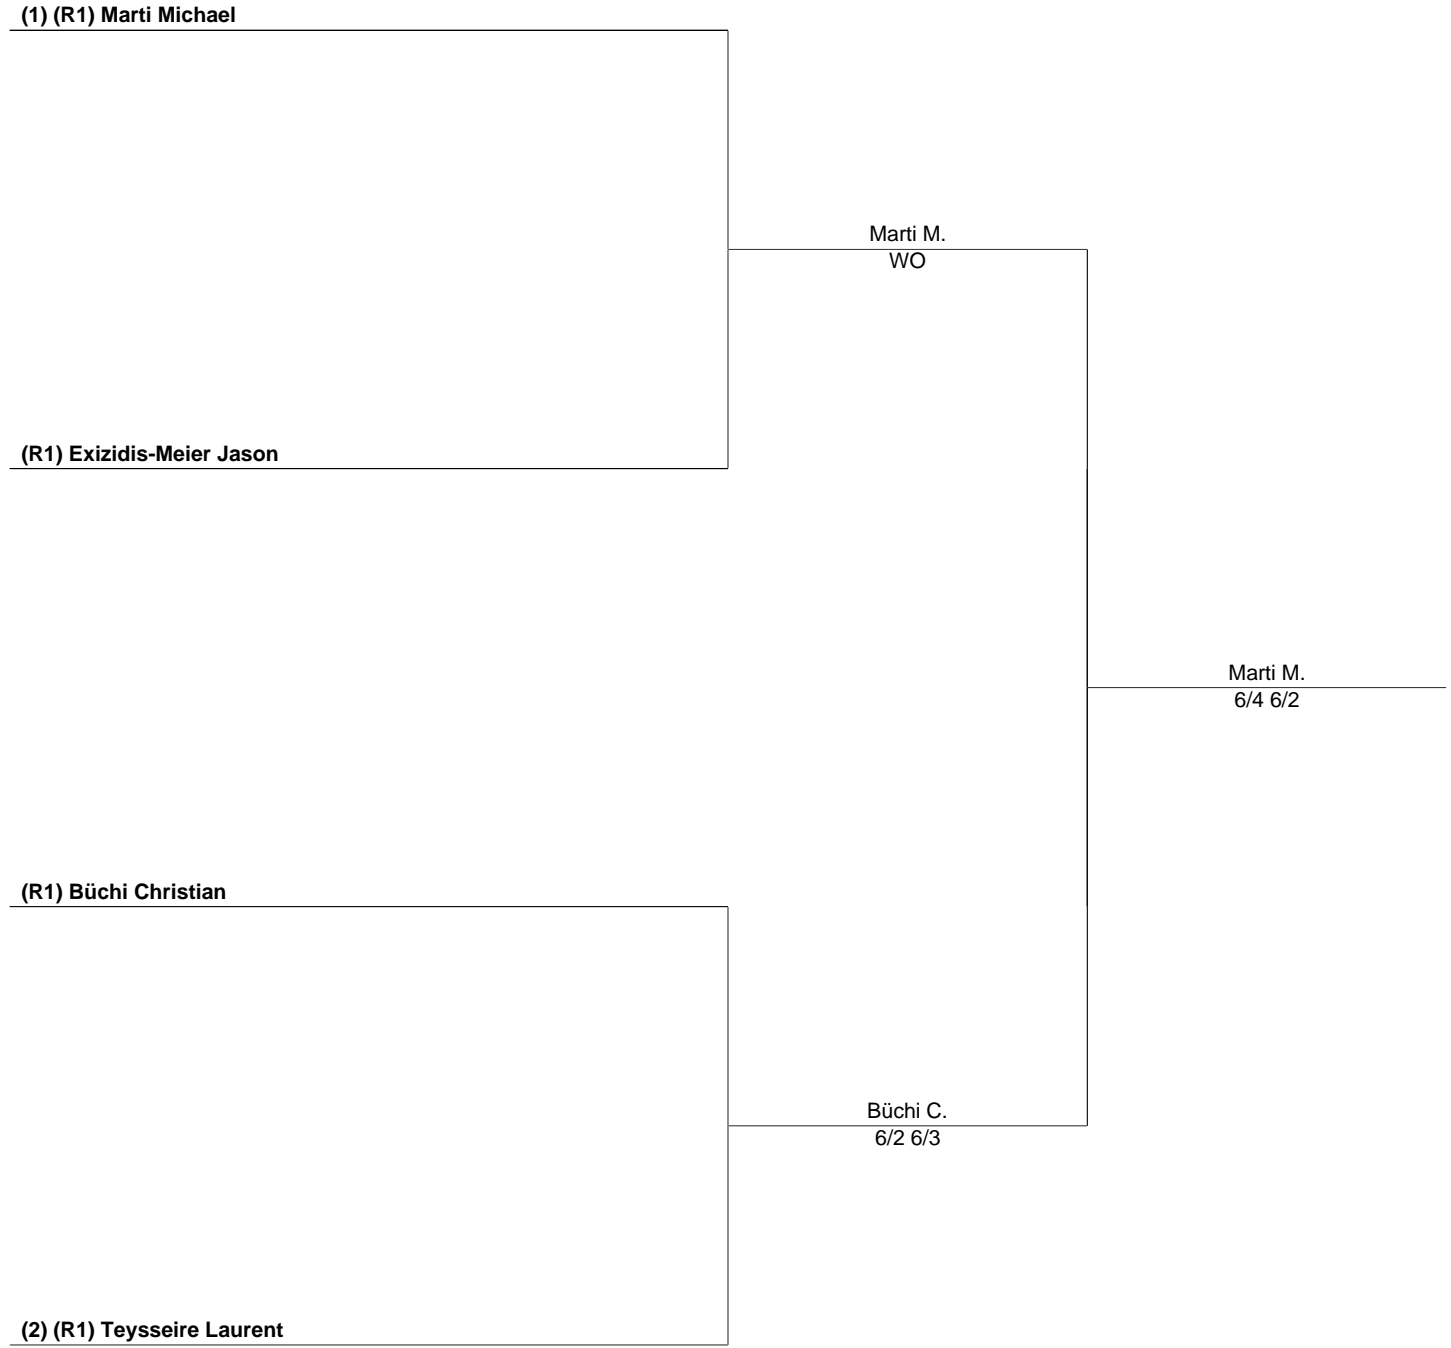 (1) (R1) Marti Michael
Marti M.
WO
(R1) Exizidis-Meier Jason
Marti M.
6/4 6/2
(R1) Büchi Christian
Büchi C.
6/2 6/3
(2) (R1) Teysseire Laurent